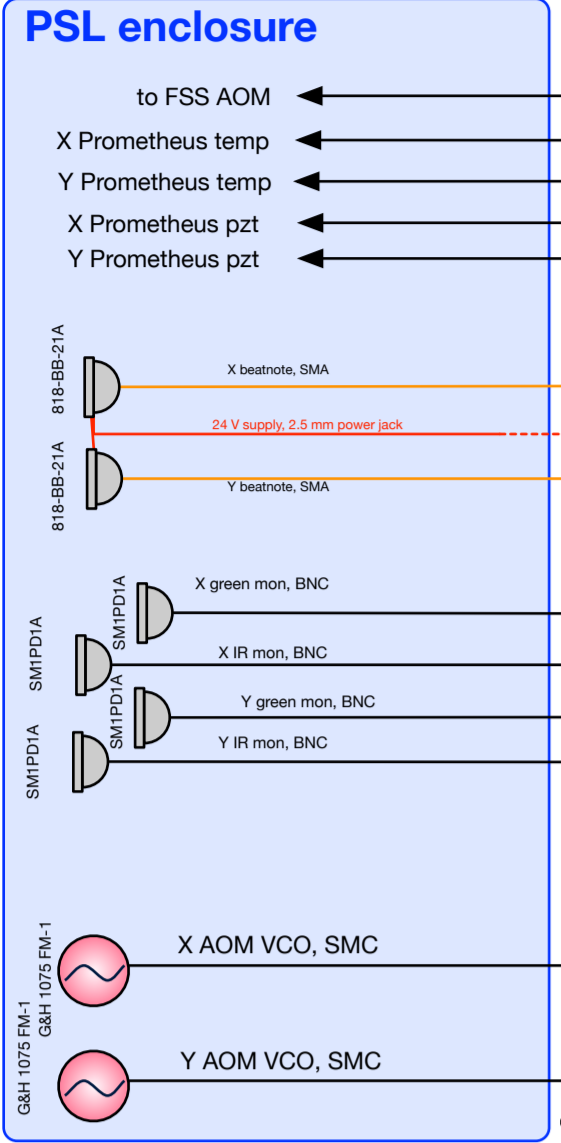 PSL enclosure
to FSS AOM
X Prometheus temp
Y Prometheus temp
X Prometheus pzt
Y Prometheus pzt
818-BB-21A
X beatnote, SMA
24 V supply, 2.5 mm power jack
818-BB-21A
Y beatnote, SMA
SM1PD1A
X green mon, BNC
SM1PD1A
X IR mon, BNC
SM1PD1A
Y green mon, BNC
SM1PD1A
Y IR mon, BNC
G&H 1075 FM-1
X AOM VCO, SMC
G&H 1075 FM-1
Y AOM VCO, SMC